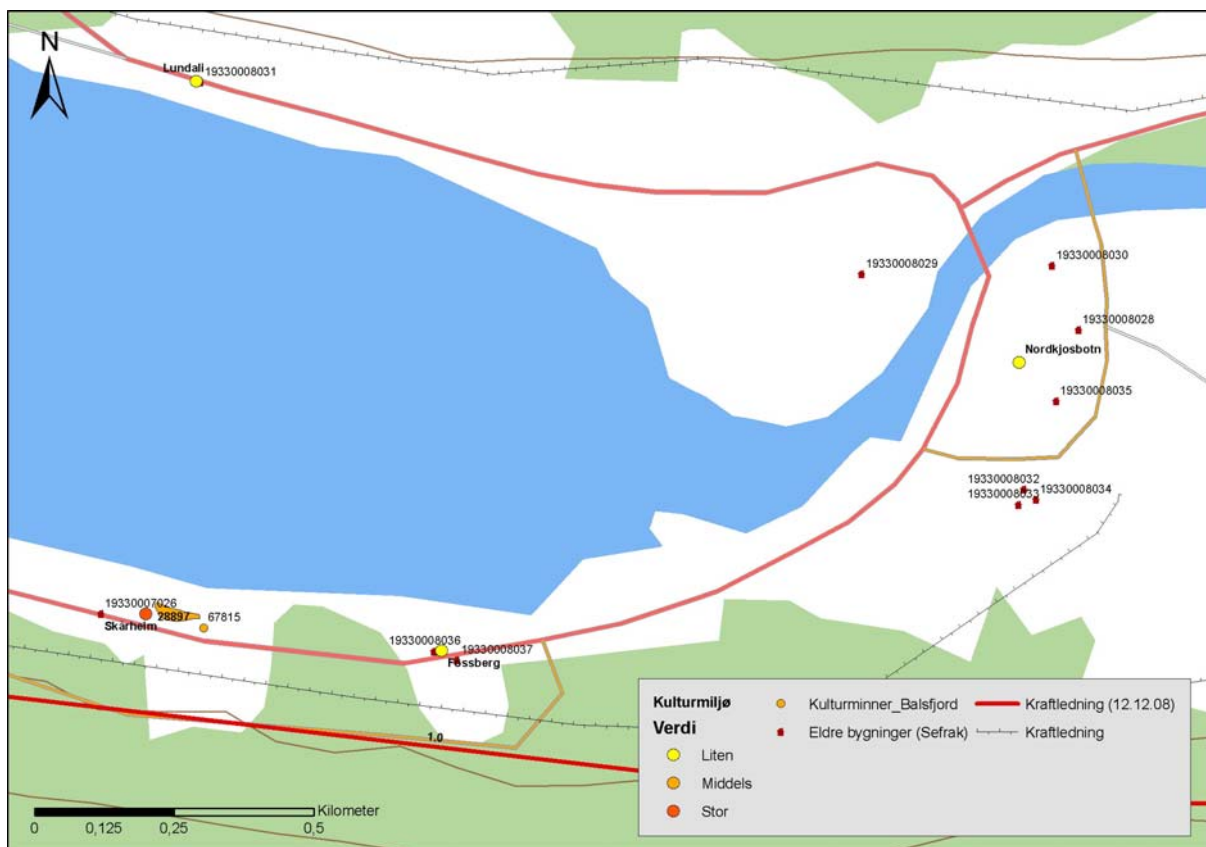 N
Lundali
19330008031
19330008029
19330008030
19330008028
Nordkjosbotn
19330008035
19330008032
19330008033
19330008034
19330007026
28897
67815
Skarheim
19330008036
19330008037
Fossberg
1.0
Kulturmiljø
Verdi
Liten
Middels
Stor
Kulturminner_Balsfjord
Eldre bygninger (Sefrak)
Kraftledning (12.12.08)
Kraftledning
Kilometer
0 0,125 0,25 0,5